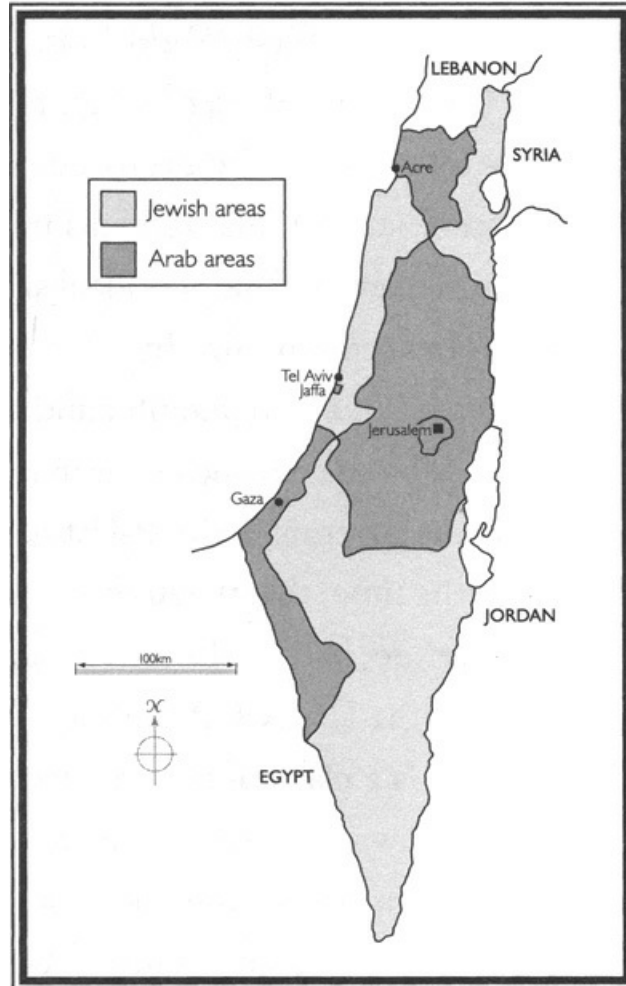 LEBANON
SYRIA
Acre
Jewish areas
Arab areas
Tel Aviv
Jaffa
Jerusalem
Gaza
JORDAN
100km
N
EGYPT